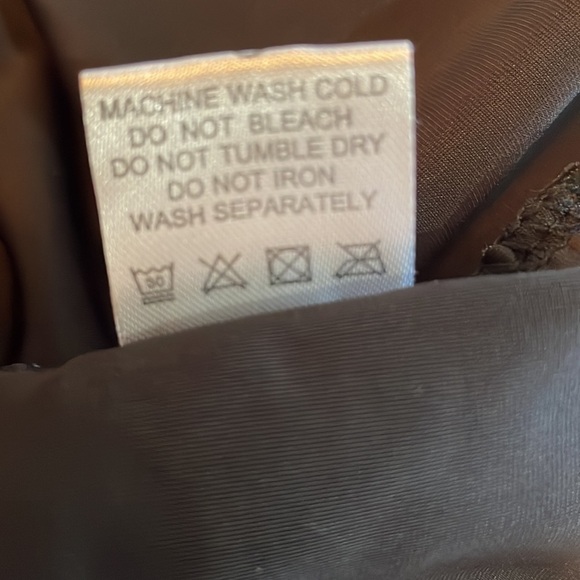 MACHINE WASH COLD
DO NOT BLEACH
DO NOT TUMBLE DRY
DO NOT IRON
WASH SEPARATELY
30